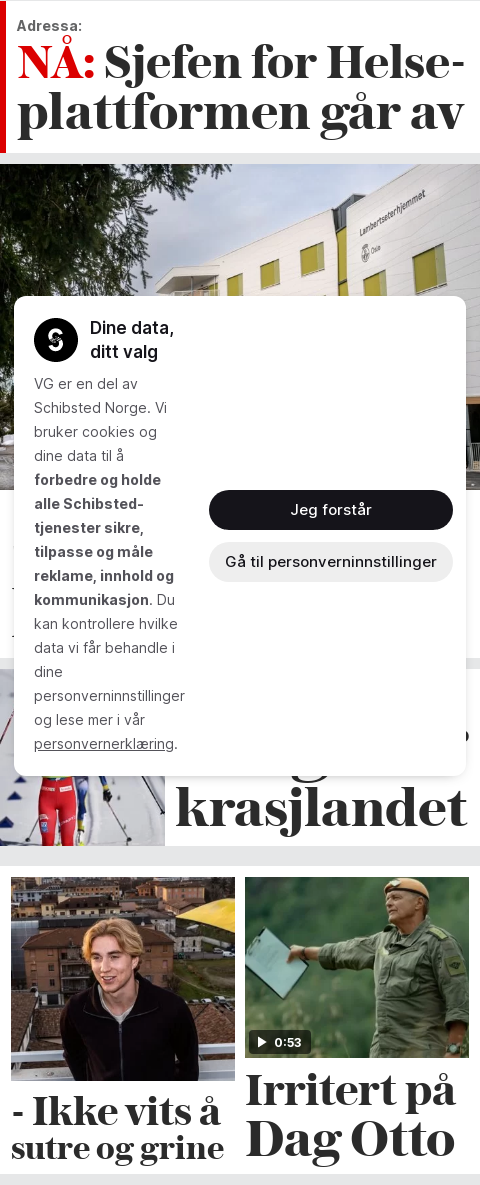 Adressa:
NÅ: Sjefen for Helse-
plattformen går av
Lambertseterhjemmet
Oslo
Dine data,
ditt valg
VG er en del av
Schibsted Norge. Vi
bruker cookies og
dine data til å
forbedre og holde
alle Schibsted-
tjenester sikre,
tilpasse og måle
reklame, innhold og
kommunikasjon. Du
kan kontrollere hvilke
data vi får behandle i
dine
personverninnstillinger
og lese mer i vår
personvernerklæring.
Jeg forstår
Gå til personverninnstillinger
krasjlandet
- Ikke vits å
sutre og grine
0:53
Irritert på
Dag Otto